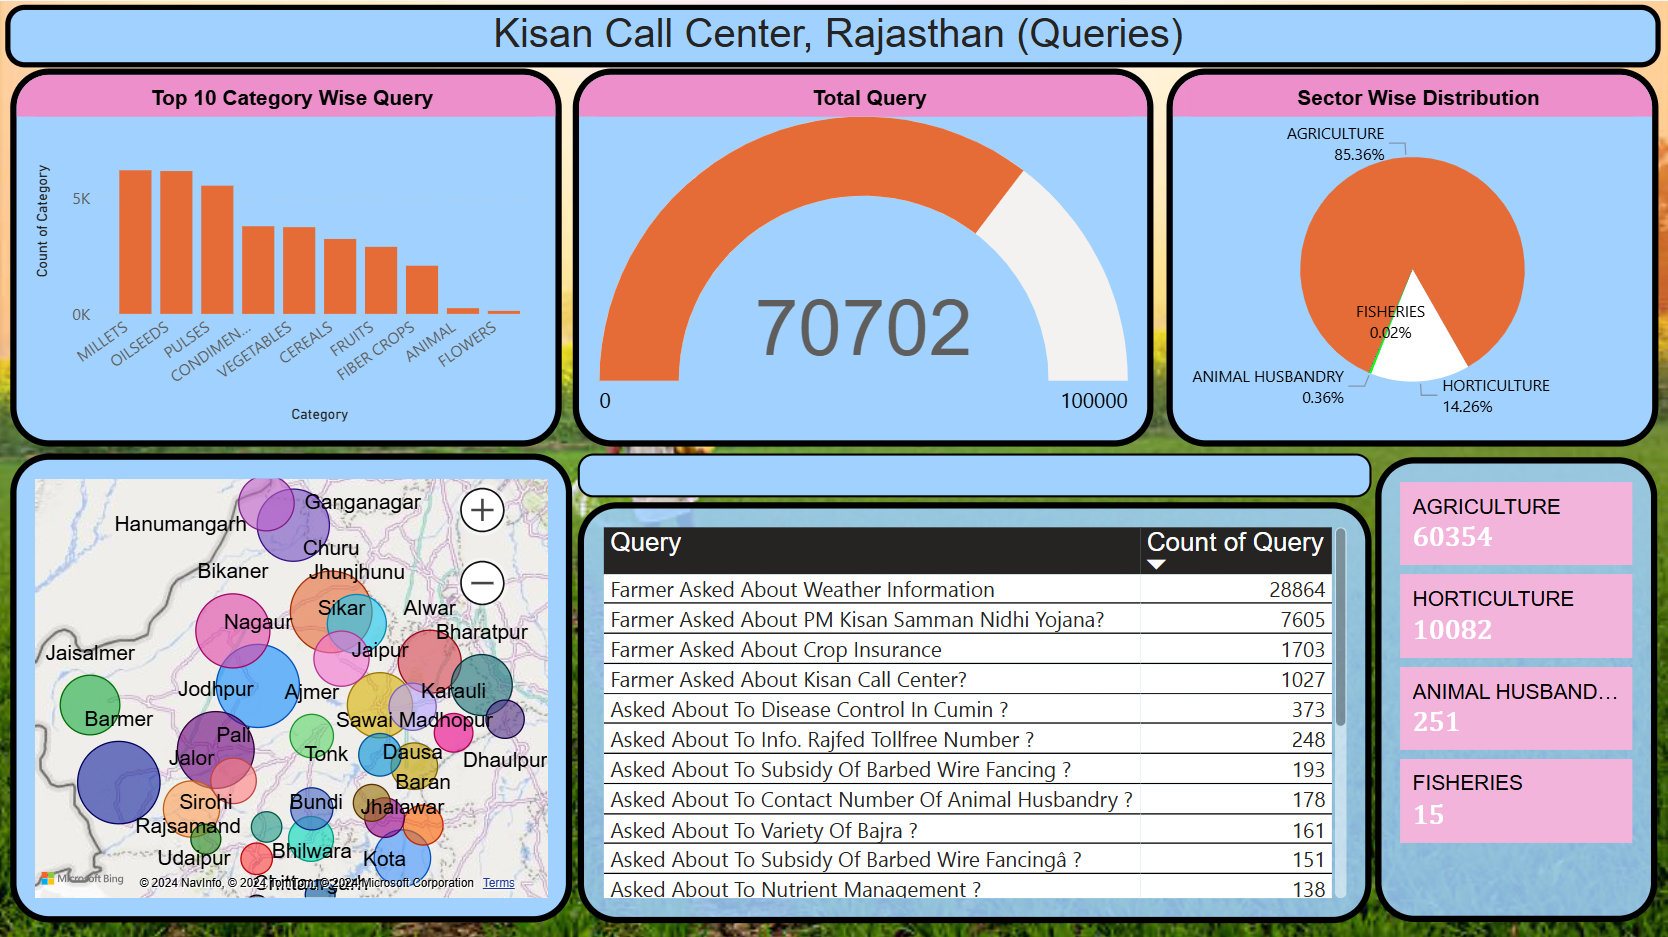 Kisan Call Center, Rajasthan (Queries)
Top 10 Category Wise Query
Count of Category
5K
0K
MILLETS
OILSEEDS
PULSES
CONDIMEN...
VEGETABLES
CEREALS
FRUITS
FIBER CROPS
ANIMAL
FLOWERS
Category
Total Query
70702
0
100000
Sector Wise Distribution
AGRICULTURE
85.36%
FISHERIES
0.02%
ANIMAL HUSBANDRY
0.36%
HORTICULTURE
14.26%
Ganganagar
Hanumangarh
Churu
Bikaner
Jhunjhunu
Sikar
Alwar
Nagaur
Bharatpur
Jaipur
Jaisalmer
Jodhpur
Ajmer
Karauli
Barmer
Sawai Madhopur
Pali
Jalor
Tonk
Dausa
Dhaulpur
Baran
Sirohi
Bundi
Jhalawar
Rajsamand
Udaipur
Bhilwara
Kota
Microsoft Bing
© 2024 NavInfo, © 2024 TomTom, © 2024 Microsoft Corporation
Terms
Query
Count of Query
Farmer Asked About Weather Information 28864
Farmer Asked About PM Kisan Samman Nidhi Yojana? 7605
Farmer Asked About Crop Insurance 1703
Farmer Asked About Kisan Call Center? 1027
Asked About To Disease Control In Cumin ? 373
Asked About To Info. Rajfed Tollfree Number ? 248
Asked About To Subsidy Of Barbed Wire Fancing ? 193
Asked About To Contact Number Of Animal Husbandry ? 178
Asked About To Variety Of Bajra ? 161
Asked About To Subsidy Of Barbed Wire Fancingâ ? 151
Asked About To Nutrient Management ? 138
AGRICULTURE
60354
HORTICULTURE
10082
ANIMAL HUSBAND...
251
FISHERIES
15